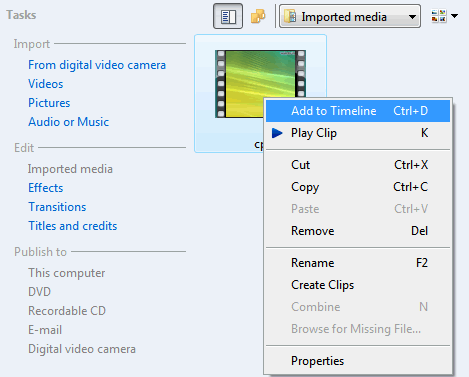 Tasks
Imported media
Import
From digital video camera
Videos
Pictures
Audio or Music
Edit
Imported media
Effects
Transitions
Titles and credits
Publish to
This computer
DVD
Recordable CD
E-mail
Digital video camera
Add to Timeline Ctrl+D
Play Clip K
Cut Ctrl+X
Copy Ctrl+C
Paste Ctrl+V
Remove Del
Rename F2
Create Clips
Combine N
Browse for Missing File...
Properties